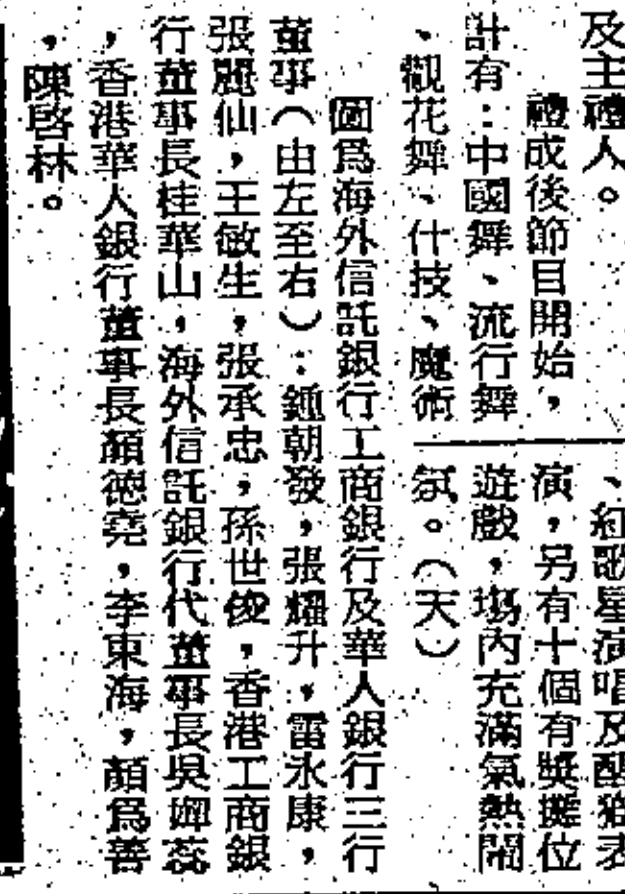 及主禮人。
禮成後節目開始，
計有：中國舞、流行舞
、觀花舞、什技、魔術
、紅歌星演唱及醒獅表
演，另有十個有獎攤位
遊戲，場內充滿氣熱鬧
氛。（天）
圖爲海外信託銀行工商銀行及華人銀行三行
董事（由左至右）：鍾朝發，張耀升，雷永康，
張麗仙，王敏生，張承忠，孫世俊，香港工商銀
行董事長桂華山，海外信託銀行代董事長吳嬋蕊
，香港華人銀行董事長顏德堯，李東海，顏爲善
，陳啓林。